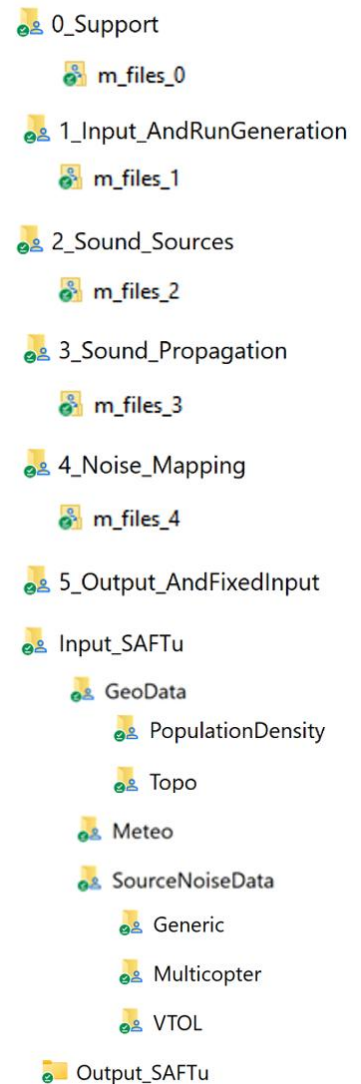 0_Support
m_files_0
1_Input_AndRunGeneration
m_files_1
2_Sound_Sources
m_files_2
3_Sound_Propagation
m_files_3
4_Noise_Mapping
m_files_4
5_Output_AndFixedInput
Input_SAFTu
GeoData
PopulationDensity
Topo
Meteo
SourceNoiseData
Generic
Multicopter
VTOL
Output_SAFTu